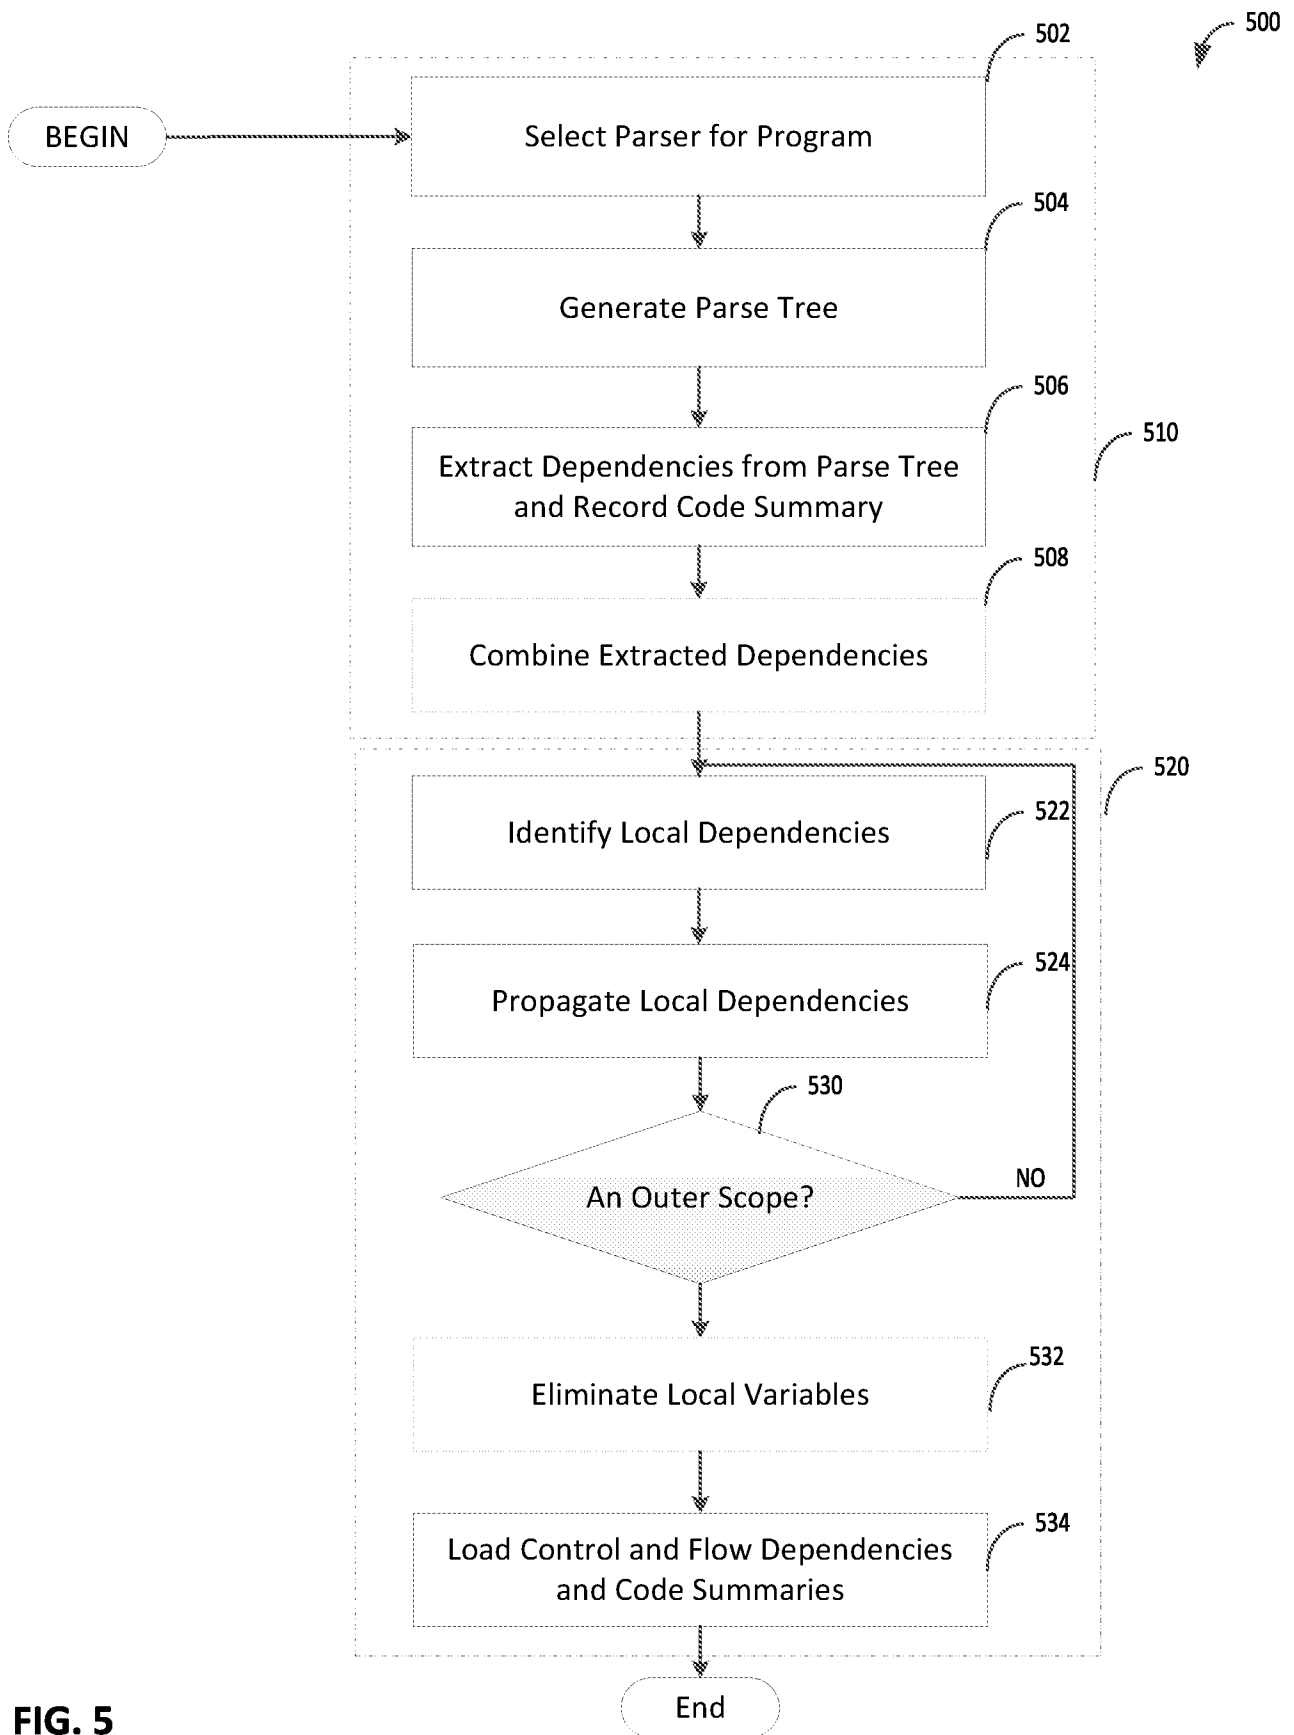 500
502
BEGIN
Select Parser for Program
504
Generate Parse Tree
506
510
Extract Dependencies from Parse Tree
and Record Code Summary
508
Combine Extracted Dependencies
520
522
Identify Local Dependencies
524
Propagate Local Dependencies
530
NO
An Outer Scope?
532
Eliminate Local Variables
534
Load Control and Flow Dependencies
and Code Summaries
End
FIG. 5